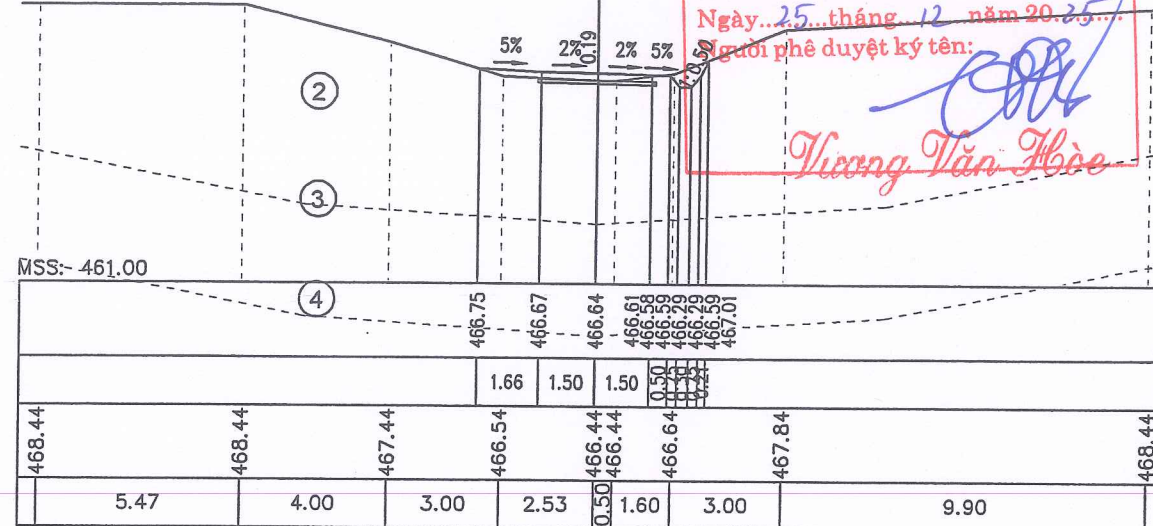 Ngày...25...tháng...12...năm 20.25.......
Người phê duyệt ký tên:
Vương Văn Hòe
5% 2% 0.19 2% 5% 1:0.50
2
3
MSS:- 461.00
4
466.75 466.67 466.64 466.61 466.58 466.59 466.29 466.29 466.59 467.01
1.66 1.50 1.50 0.50
468.44 468.44 467.44 466.54 466.44 466.44 466.64 467.84 468.44
5.47 4.00 3.00 2.53 0.50 1.60 3.00 9.90